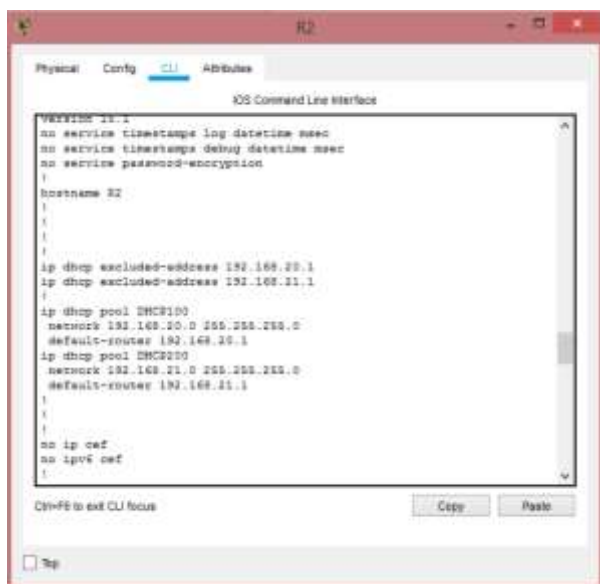 R2
Physical Config CLI Attributes
IOS Command Line Interface
version 15.1
no service timestamps log datetime msec
no service timestamps debug datetime msec
no service password-encryption
!
hostname R2
!
!
!
!
ip dhcp excluded-address 192.168.20.1
ip dhcp excluded-address 192.168.21.1
!
ip dhcp pool DHCP100
network 192.168.20.0 255.255.255.0
default-router 192.168.20.1
ip dhcp pool DHCP200
network 192.168.21.0 255.255.255.0
default-router 192.168.21.1
!
!
!
no ip cef
no ipv6 cef
!
Ctrl+F6 to exit CLI focus
Copy Paste
Top